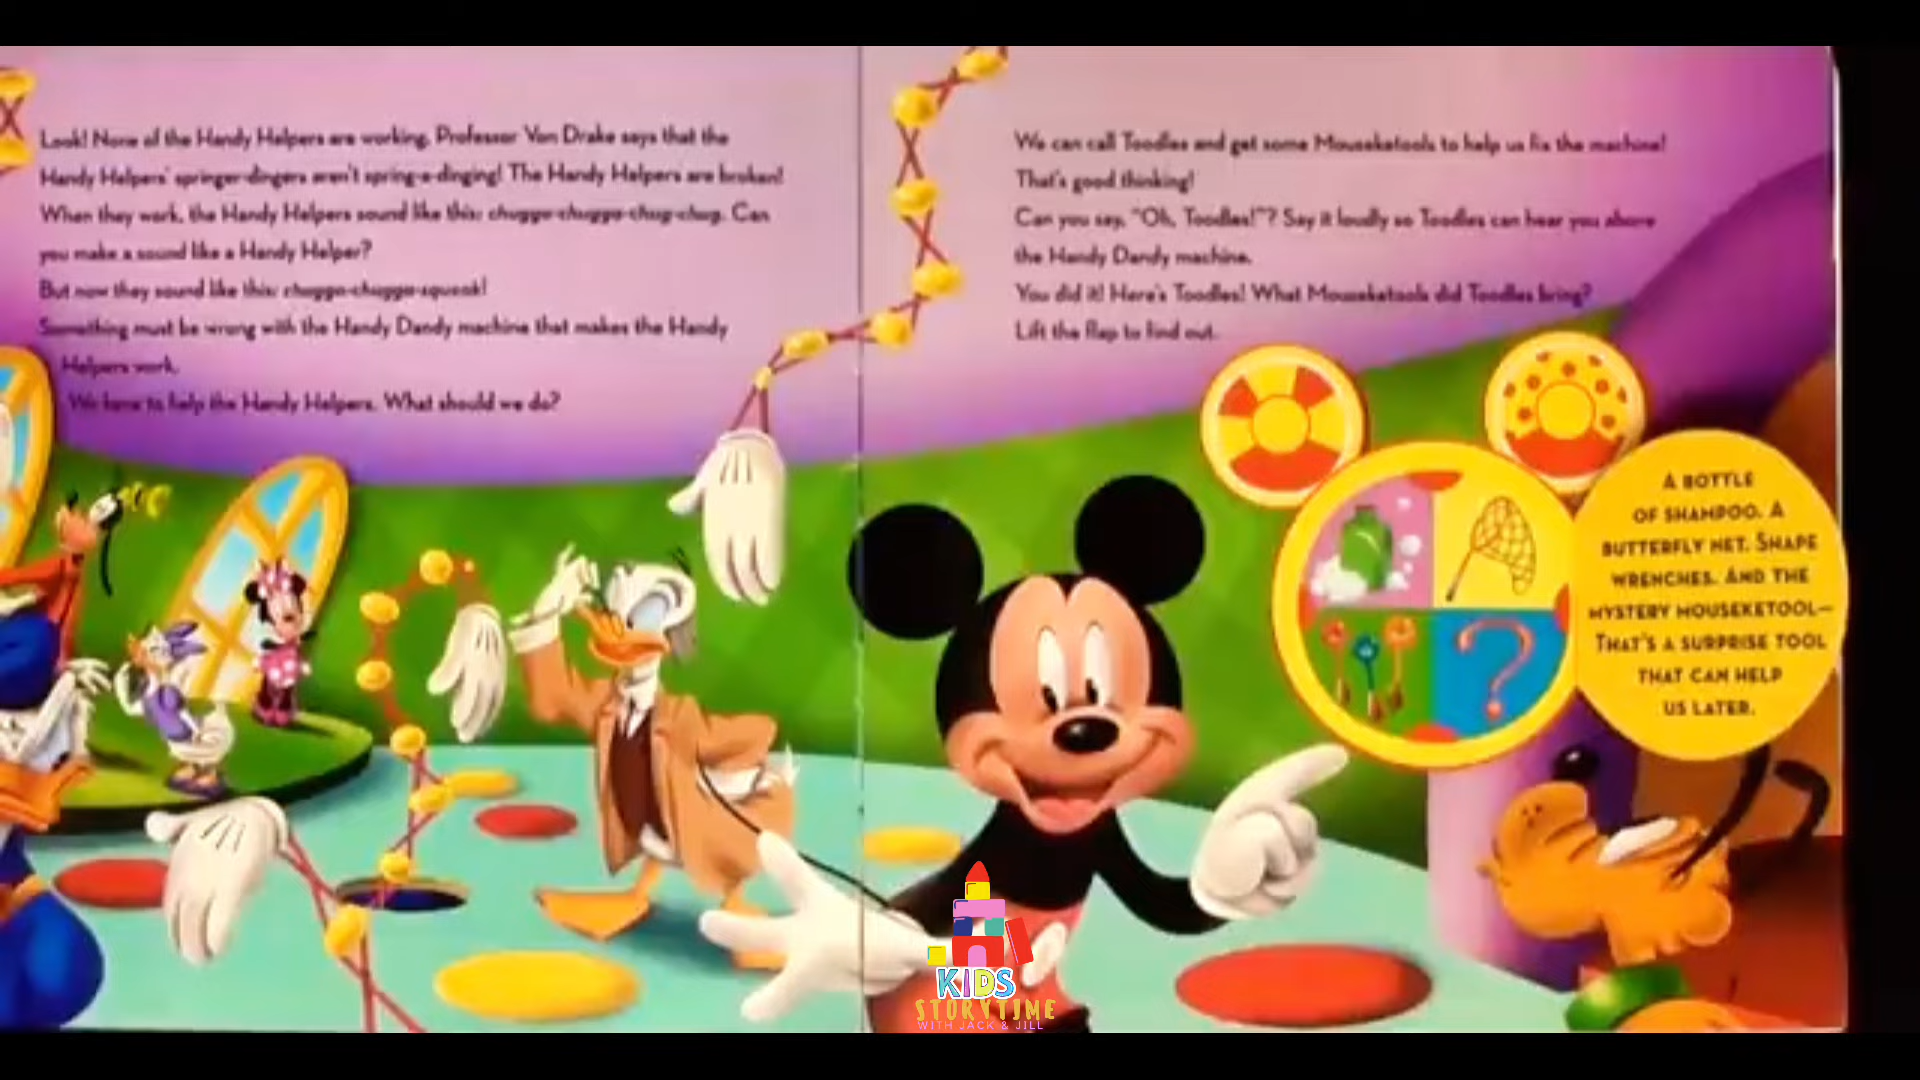 Look! None of the Handy Helpers are working. Professor Von Drake says that the
Handy Helpers' springer-dingers aren't spring-a-dinging! The Handy Helpers are broken!
When they work, the Handy Helpers sound like this: chugga-chugga-chug-chug. Can
you make a sound like a Handy Helper?
But now they sound like this: chugga-chugga-squeak!
Something must be wrong with the Handy Dandy machine that makes the Handy
Helpers work.
We have to help the Handy Helpers. What should we do?
We can call Toodles and get some Mouseketools to help us fix the machine!
That's good thinking!
Can you say, "Oh, Toodles!"? Say it loudly so Toodles can hear you above
the Handy Dandy machine.
You did it! Here's Toodles! What Mouseketools did Toodles bring?
Lift the flap to find out.
A BOTTLE
OF SHAMPOO. A
BUTTERFLY NET. SHAPE
WRENCHES. AND THE
MYSTERY MOUSEKETOOL—
THAT'S A SURPRISE TOOL
THAT CAN HELP
US LATER.
?
KIDS
STORYTIME
WITH JACK & JILL